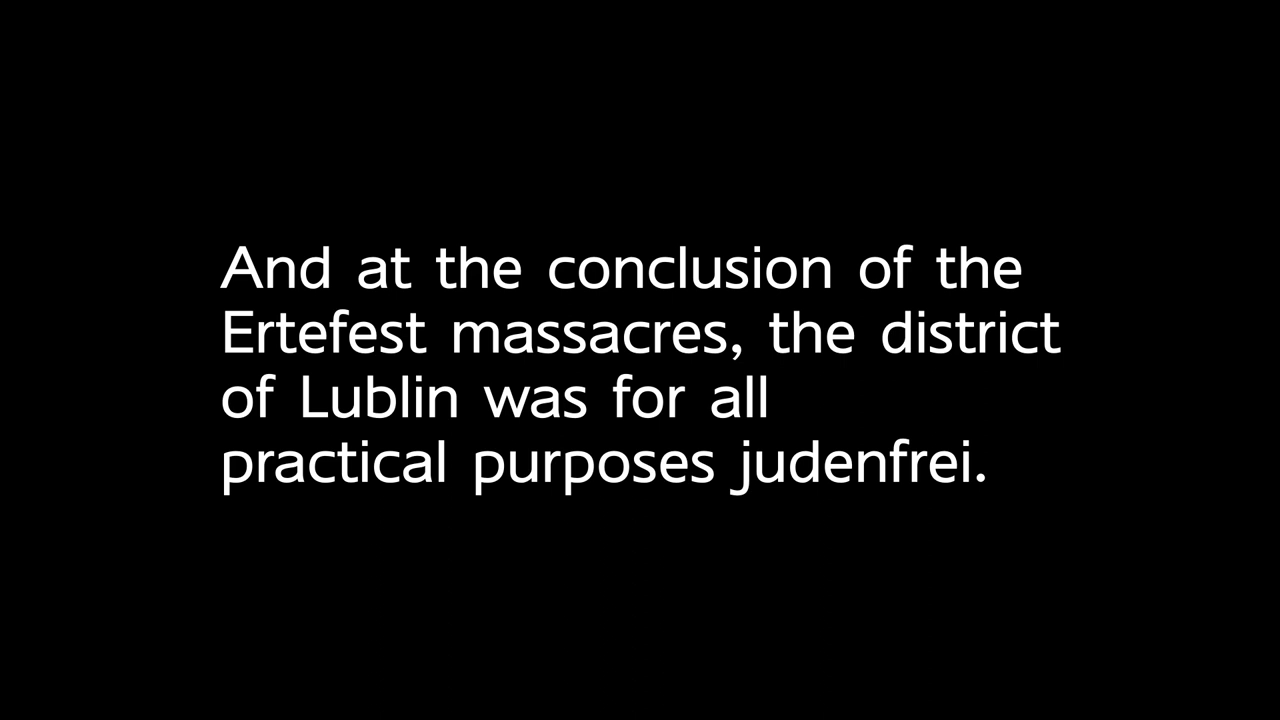 And at the conclusion of the
Ertefest massacres, the district
of Lublin was for all
practical purposes judenfrei.